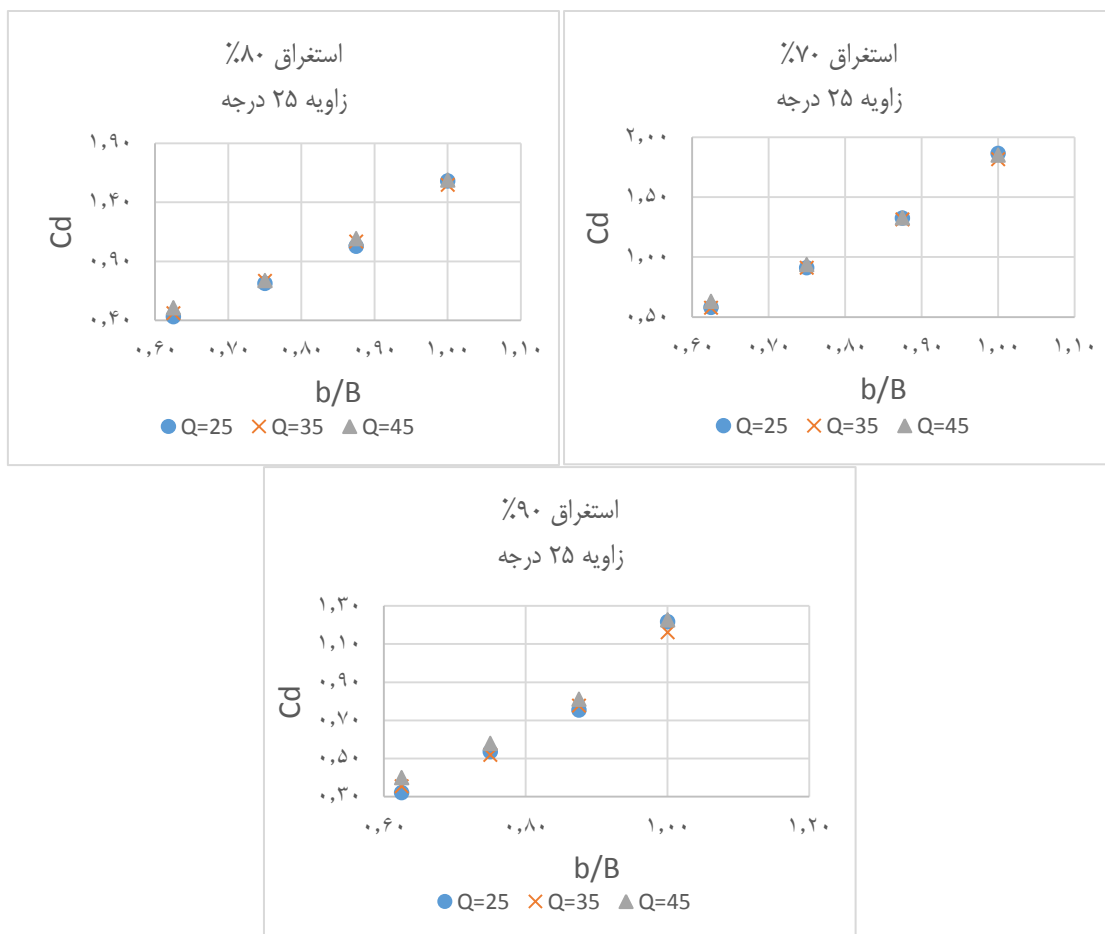 استغراق ۸۰٪
زاویه ۲۵ درجه
۱,۹۰
۱,۴۰
۰,۹۰
۰,۴۰
Cd
۰,۶۰ ۰,۷۰ ۰,۸۰ ۰,۹۰ ۱,۰۰ ۱,۱۰
b/B
Q=25 Q=35 Q=45
استغراق ۷۰٪
زاویه ۲۵ درجه
۲,۰۰
۱,۵۰
۱,۰۰
۰,۵۰
Cd
۰,۶۰ ۰,۷۰ ۰,۸۰ ۰,۹۰ ۱,۰۰ ۱,۱۰
b/B
Q=25 Q=35 Q=45
استغراق ۹۰٪
زاویه ۲۵ درجه
۱,۳۰
۱,۱۰
۰,۹۰
۰,۷۰
۰,۵۰
۰,۳۰
Cd
۰,۶۰ ۰,۸۰ ۱,۰۰ ۱,۲۰
b/B
Q=25 Q=35 Q=45